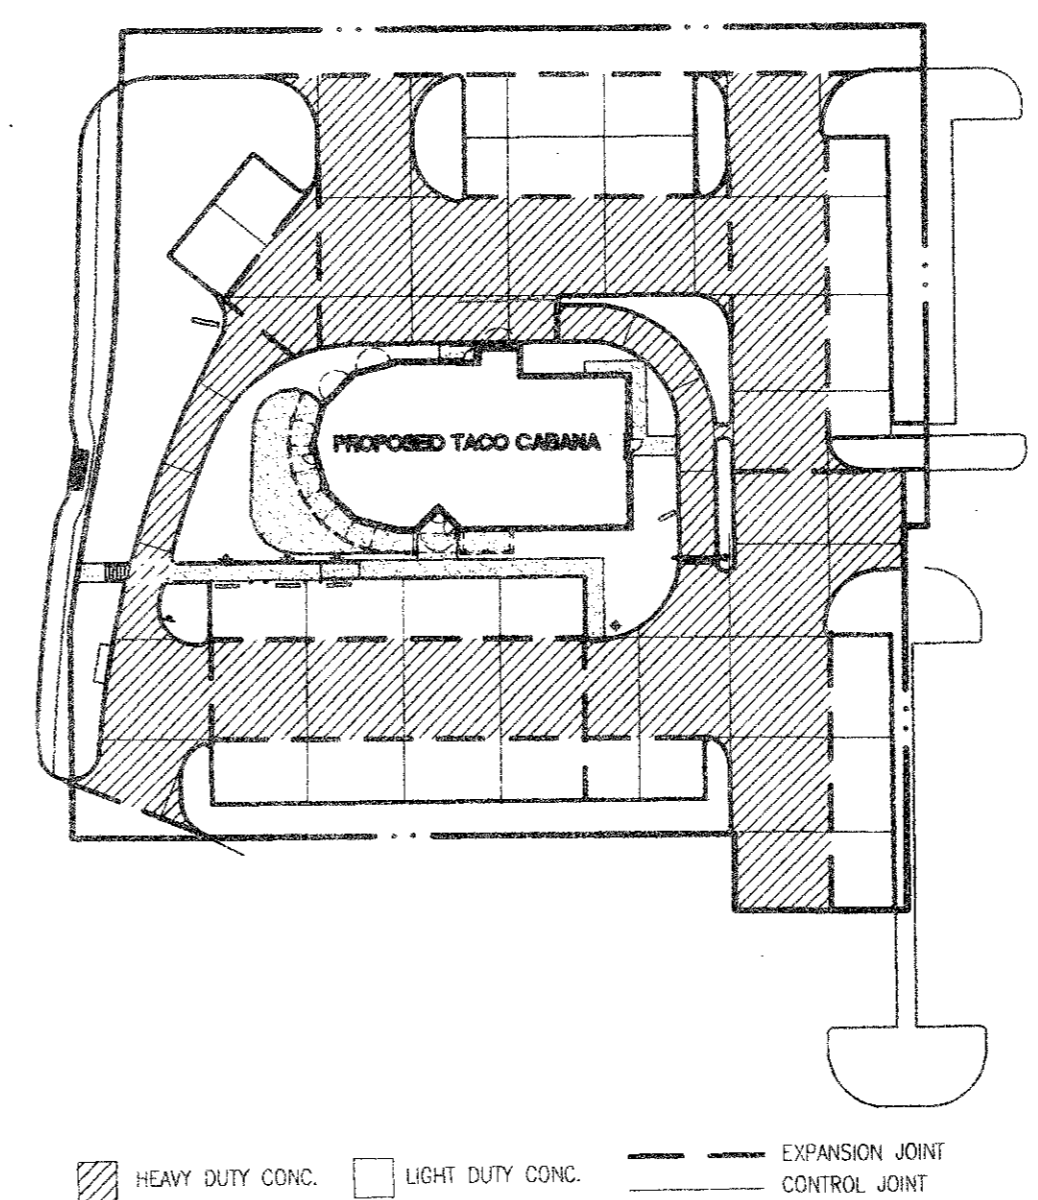 PROPOSED TACO CABANA
HEAVY DUTY CONC.
LIGHT DUTY CONC.
EXPANSION JOINT
CONTROL JOINT